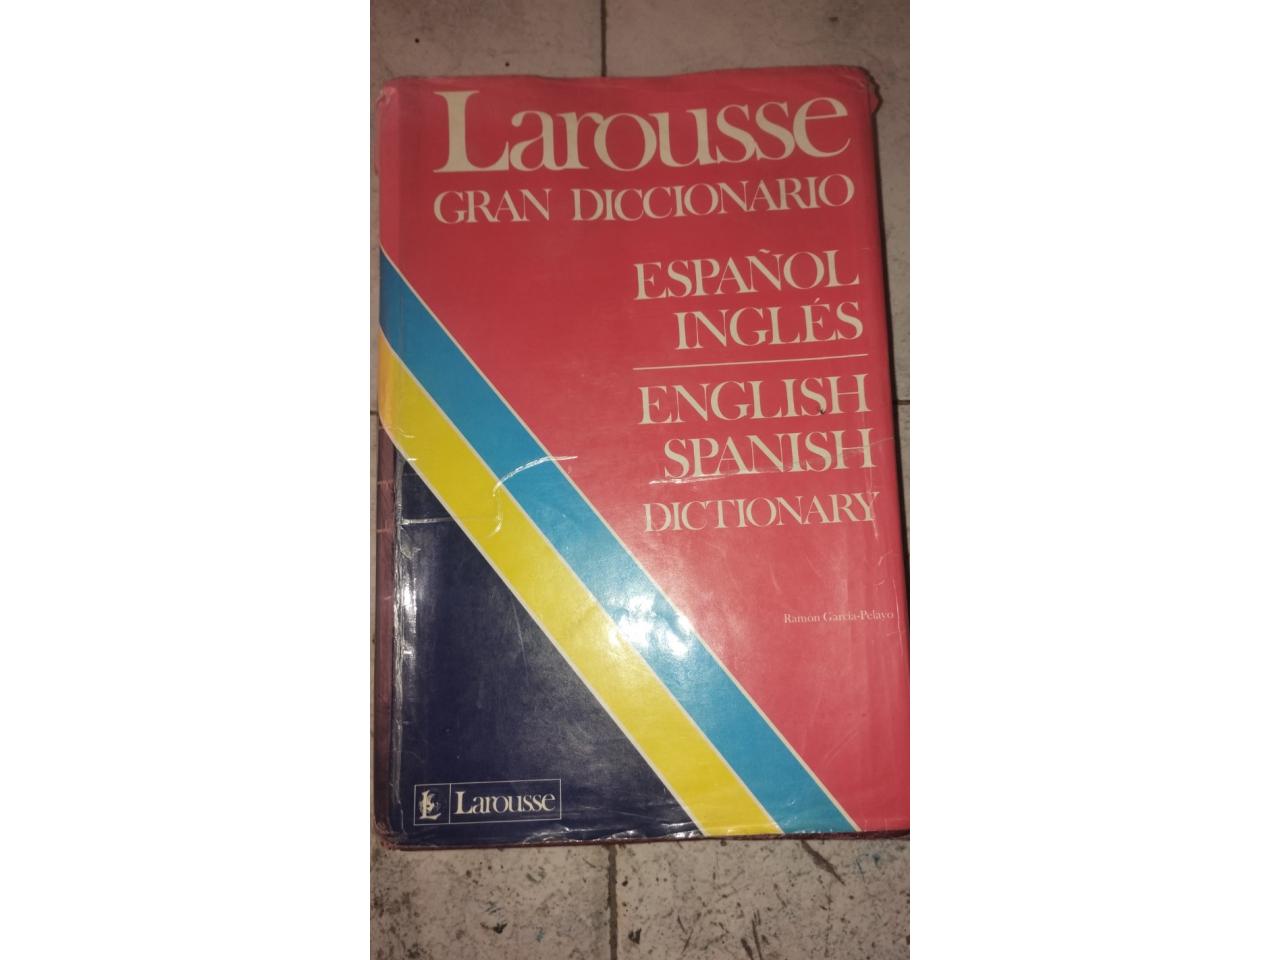 Larousse
GRAN DICCIONARIO
ESPAÑOL
INGLÉS
ENGLISH
SPANISH
DICTIONARY
Ramón García-Pelayo
L Larousse